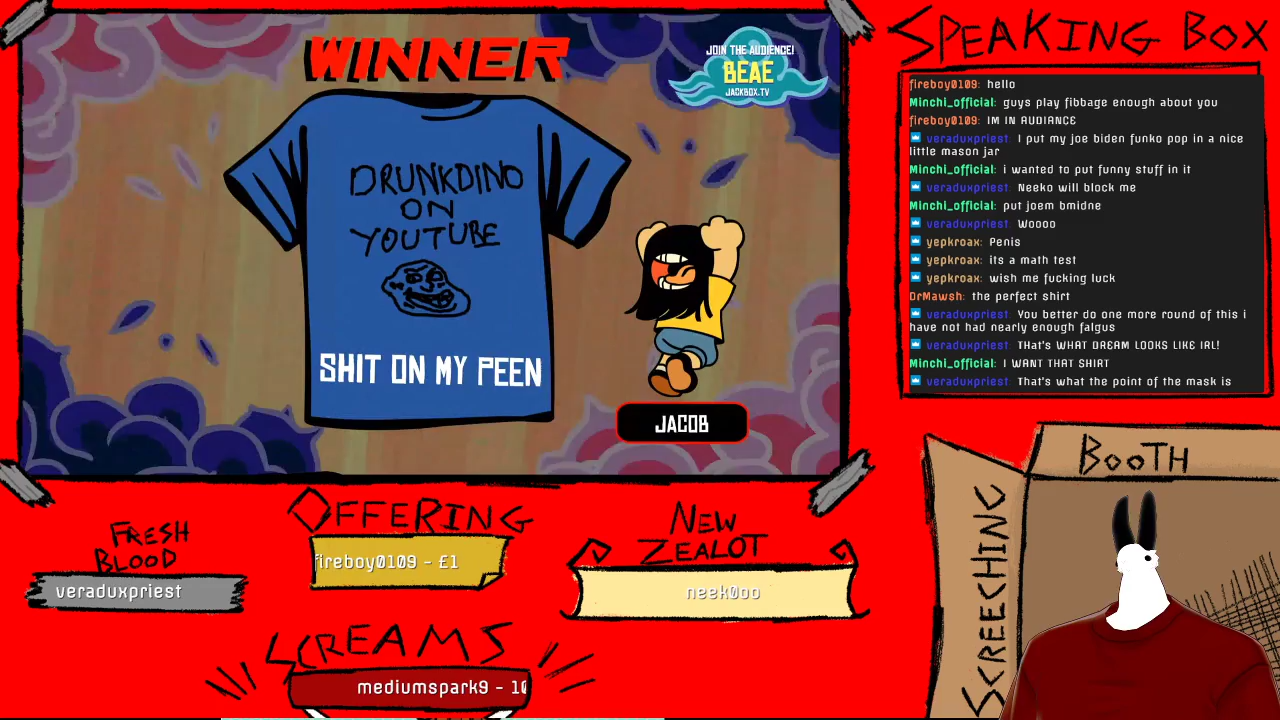 SPEAKING BOX
WINNER
JOIN THE AUDIENCE!
BEAE
JACKBOX.TV
DRUNKDINO
ON
YOUTUBE
SHIT ON MY PEEN
JACOB
fireboy0109: hello
Minchi_official: guys play fibbage enough about you
fireboy0109: IM IN AUDIANCE
veraduxpriest: I put my joe biden funko pop in a nice
little mason jar
Minchi_official: i wanted to put funny stuff in it
veraduxpriest: Neeko will block me
Minchi_official: put joem bmidne
veraduxpriest: Woooo
yepkroax: Penis
yepkroax: its a math test
yepkroax: wish me fucking luck
DrMawsh: the perfect shirt
veraduxpriest: You better do one more round of this i
have not had nearly enough falgus
veraduxpriest: THAT's WHAT DREAM LOOKS LIKE IRL!
Minchi_official: I WANT THAT SHIRT
veraduxpriest: That's what the point of the mask is
BOOTH
SCREECHING
OFFERING
fireboy0109 - £1
FRESH
BLOOD
veraduxpriest
NEW
ZEALOT
neek0oo
SCREAMS
mediumspark9 - 10